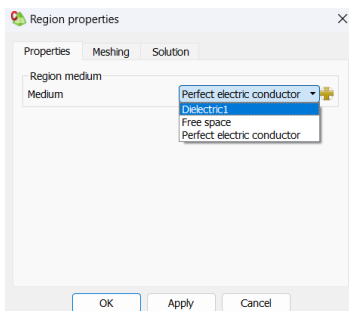 Region properties
Properties Meshing Solution
Region medium
Medium Perfect electric conductor
Dielectric1
Free space
Perfect electric conductor
OK Apply Cancel